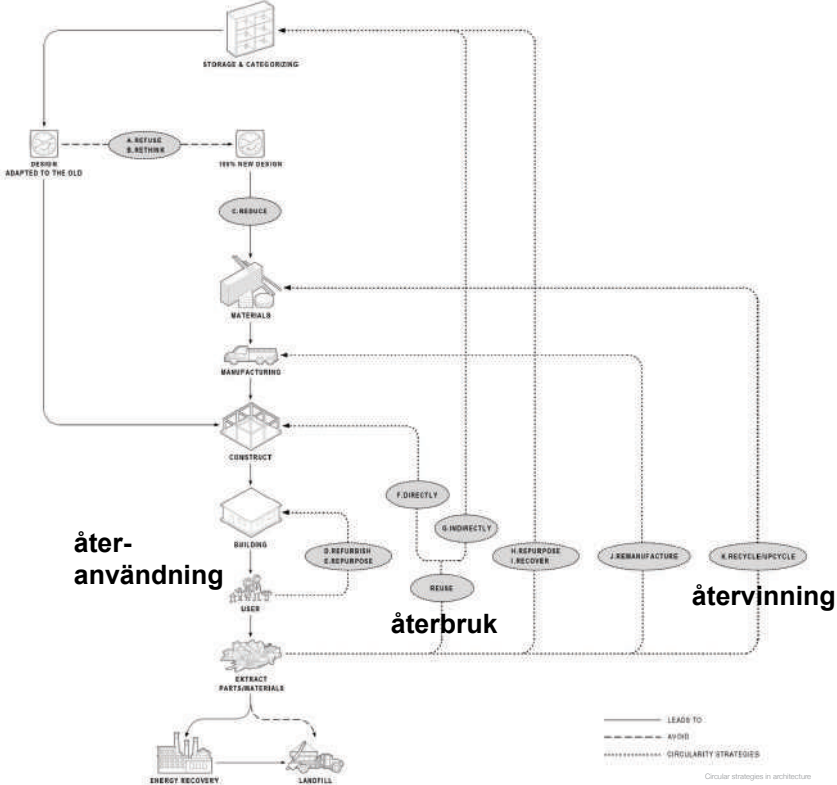 STORAGE & CATEGORIZING
A.REFUSE
B.RETHINK
DESIGN
ADAPTED TO THE OLD
100% NEW DESIGN
C.REDUCE
MATERIALS
MANUFACTURING
CONSTRUCT
F.DIRECTLY
G.INDIRECTLY
BUILDING
åter-
användning
D.REFURBISH
E.REPURPOSE
H.REPURPOSE
I.RECOVER
J.REMANUFACTURE
K.RECYCLE/UPCYCLE
REUSE
återvinning
USER
återbruk
EXTRACT
PARTS/MATERIALS
LEADS TO
AVOID
CIRCULARITY STRATEGIES
ENERGY RECOVERY
LANDFILL
Circular strategies in architecture